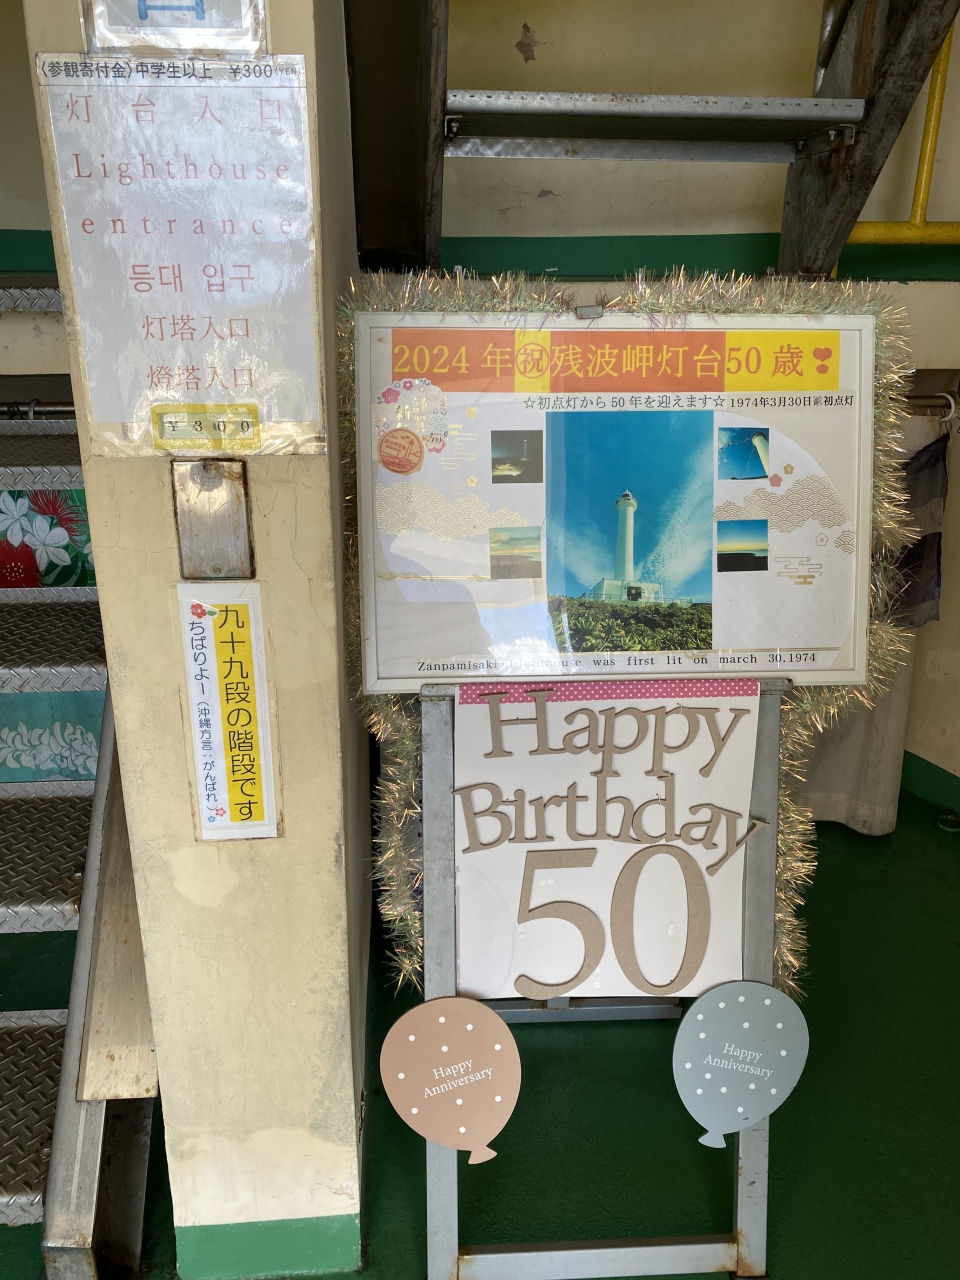 〈参観寄付金〉中学生以上 ¥300(YEN)
灯台入口
Lighthouse
entrance
등대 입구
灯塔入口
燈塔入口
¥300
九十九段の階段です
ちばりよー（沖縄方言：がんばれ）
2024年㊗残波岬灯台50歳❣
☆初点灯から50年を迎えます☆ 1974年3月30日 初点灯
Zanpamisaki Lighthouse was first lit on march 30,1974
Happy
Birthday
50
Happy
Anniversary
Happy
Anniversary